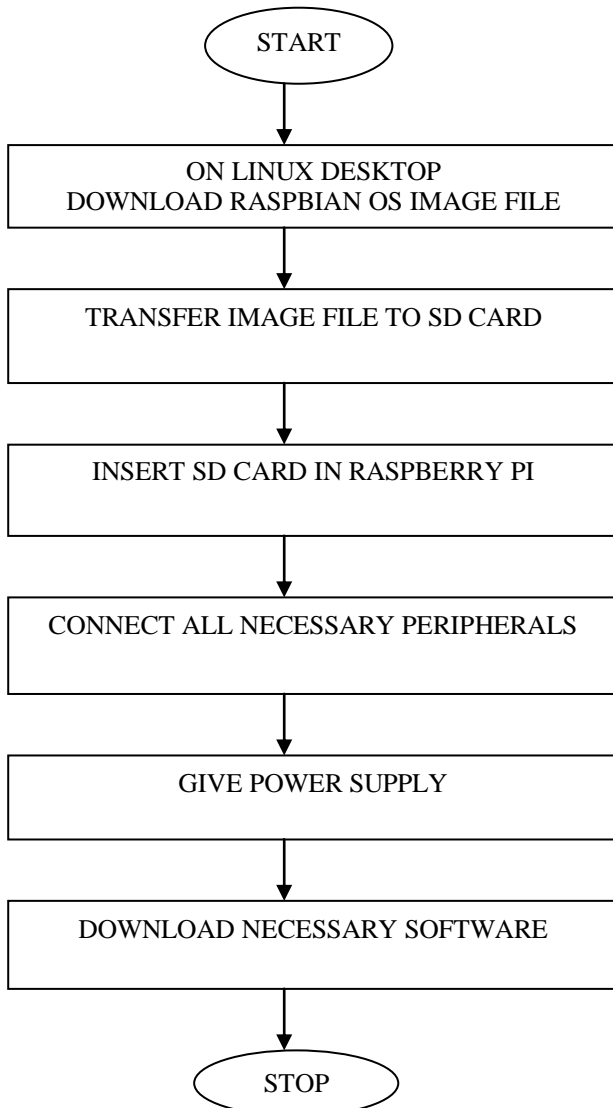 START
ON LINUX DESKTOP
DOWNLOAD RASPBIAN OS IMAGE FILE
TRANSFER IMAGE FILE TO SD CARD
INSERT SD CARD IN RASPBERRY PI
CONNECT ALL NECESSARY PERIPHERALS
GIVE POWER SUPPLY
DOWNLOAD NECESSARY SOFTWARE
STOP